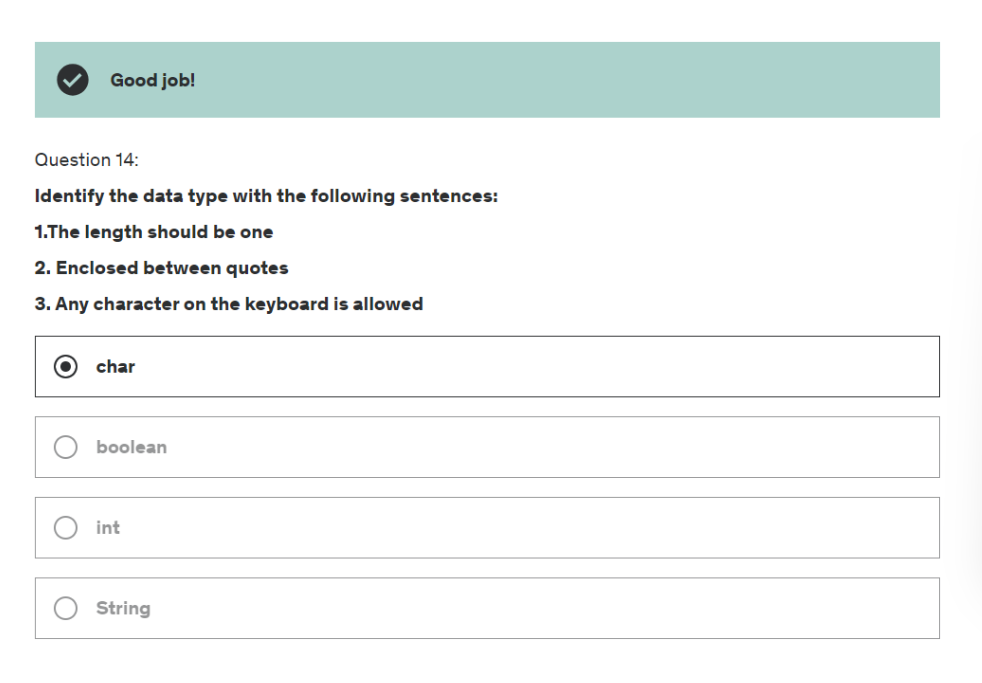 Good job!
Question 14:
Identify the data type with the following sentences:
1.The length should be one
2. Enclosed between quotes
3. Any character on the keyboard is allowed
char
boolean
int
String